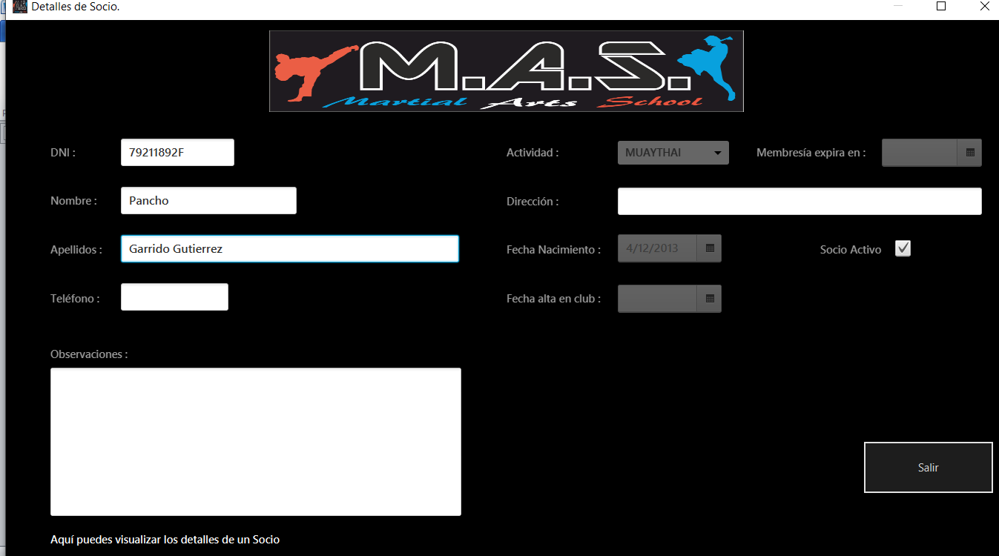 Detalles de Socio.
M.A.S.
Martial Arts School
DNI : 79211892F
Actividad : MUAYTHAI
Membresía expira en :
Nombre : Pancho
Dirección :
Apellidos : Garrido Gutierrez
Fecha Nacimiento : 4/12/2013
Socio Activo
Teléfono :
Fecha alta en club :
Observaciones :
Salir
Aquí puedes visualizar los detalles de un Socio